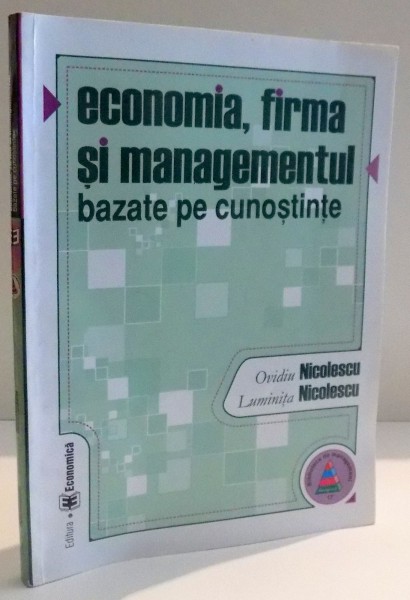 economia, firma
și managementul
bazate pe cunoștințe
Ovidiu Nicolescu
Luminița Nicolescu
Editura Economică